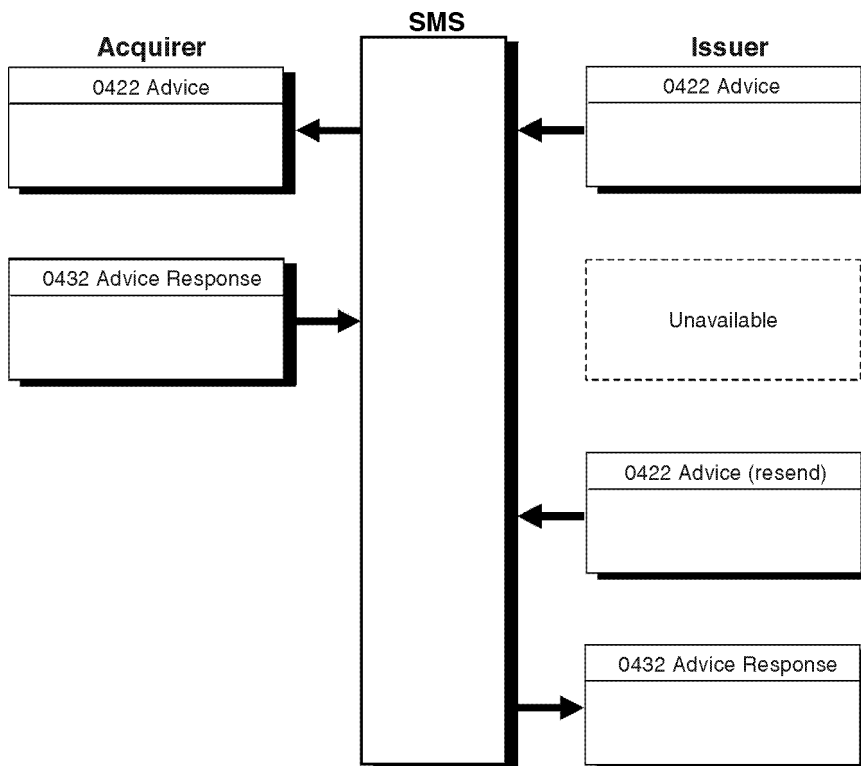 SMS
Acquirer
Issuer
0422 Advice
0422 Advice
0432 Advice Response
Unavailable
0422 Advice (resend)
0432 Advice Response